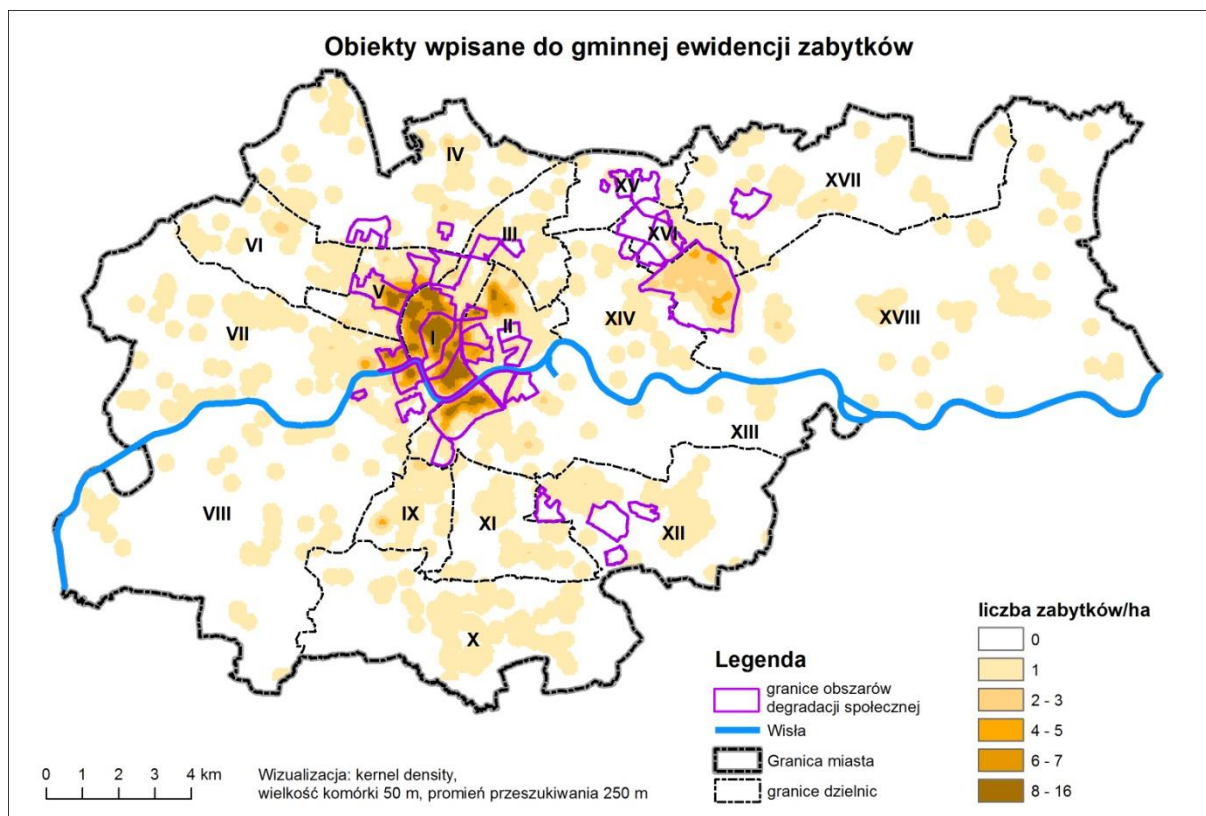 Obiekty wpisane do gminnej ewidencji zabytków
IV
XV
XVII
III
XVI
VI
V
II
XIV
VII
I
XVIII
XIII
VIII
IX
XI
XII
X
Legenda
granice obszarów
degradacji społecznej
Wisła
Granica miasta
granice dzielnic
liczba zabytków/ha
0
1
2 - 3
4 - 5
6 - 7
8 - 16
0 1 2 3 4 km
Wizualizacja: kernel density,
wielkość komórki 50 m, promień przeszukiwania 250 m